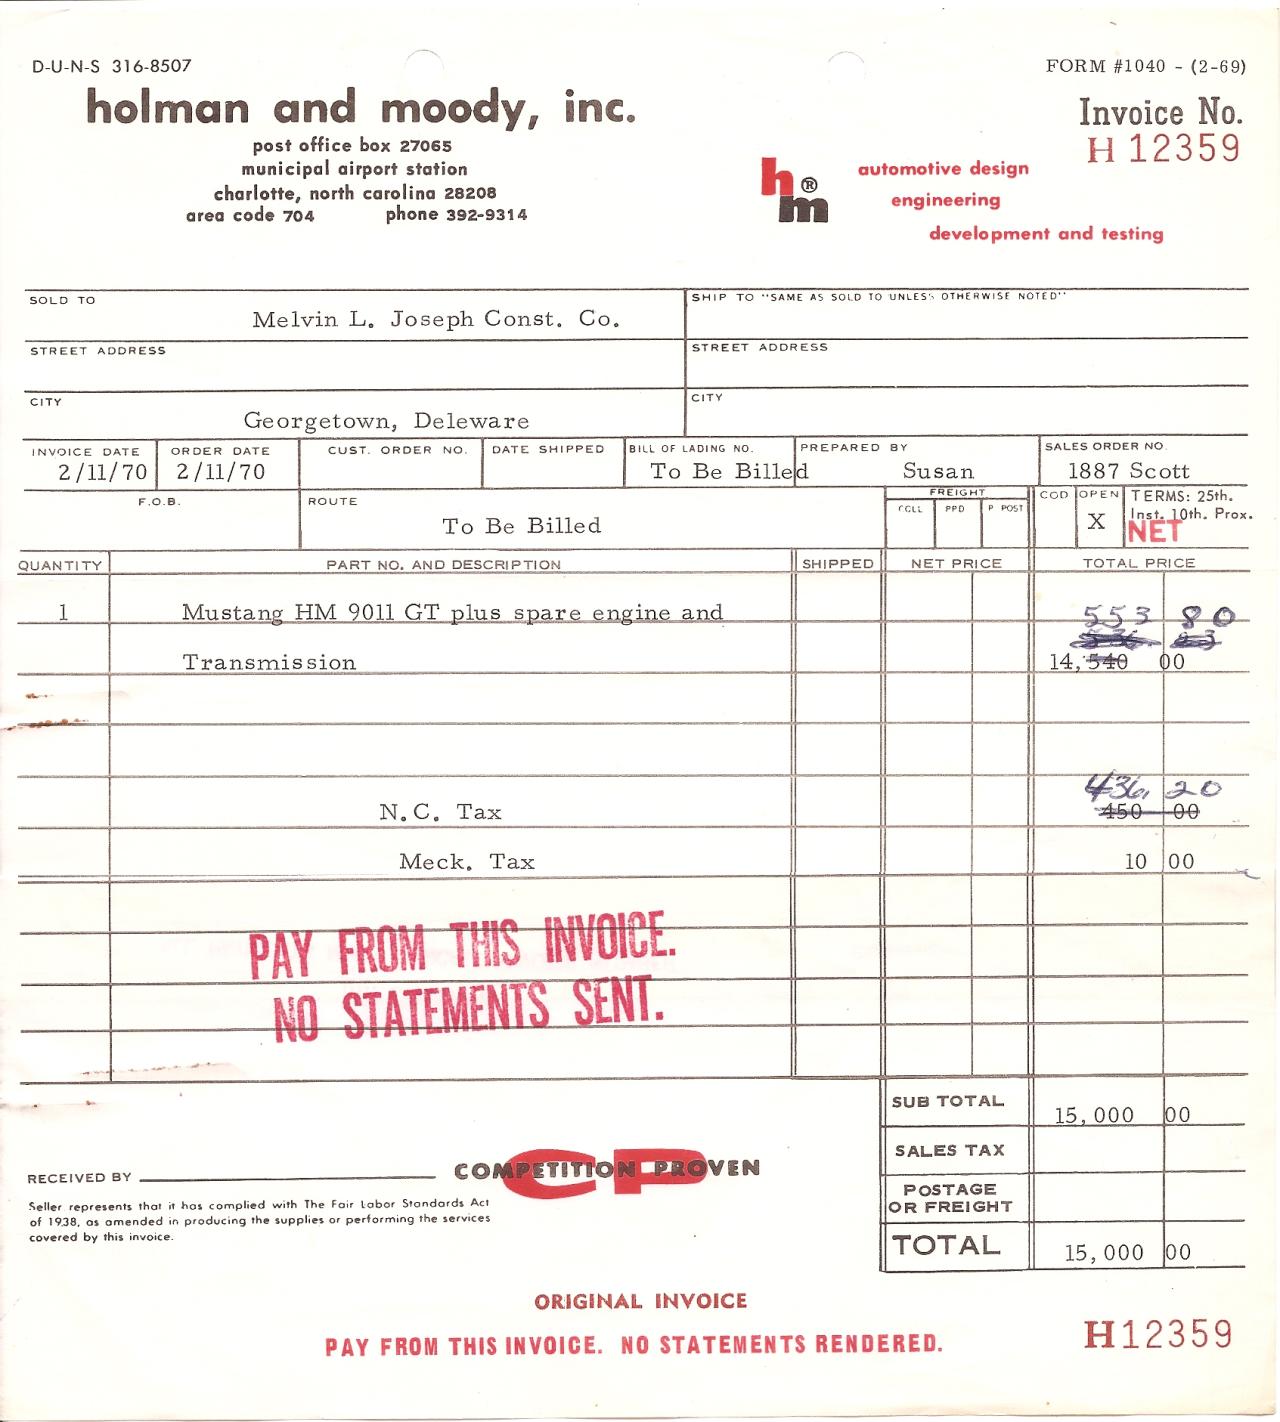 D-U-N-S 316-8507
FORM #1040 - (2-69)
holman and moody, inc.
post office box 27065
municipal airport station
charlotte, north carolina 28208
area code 704 phone 392-9314
Invoice No.
H 12359
hm®
automotive design
engineering
development and testing
SOLD TO
Melvin L. Joseph Const. Co.
SHIP TO "SAME AS SOLD TO UNLESS OTHERWISE NOTED"
STREET ADDRESS
STREET ADDRESS
CITY
Georgetown, Deleware
CITY
INVOICE DATE ORDER DATE CUST. ORDER NO. DATE SHIPPED BILL OF LADING NO. PREPARED BY SALES ORDER NO.
2/11/70 2/11/70 To Be Billed Susan 1887 Scott
F.O.B. ROUTE FREIGHT COD OPEN TERMS: 25th.
COLL PPD P POST Inst. 10th. Prox.
To Be Billed X NET
QUANTITY PART NO. AND DESCRIPTION SHIPPED NET PRICE TOTAL PRICE
1 Mustang HM 9011 GT plus spare engine and 553 80
Transmission 14,540 00
436. 20
N.C. Tax 450 00
Meck. Tax 10 00
PAY FROM THIS INVOICE.
NO STATEMENTS SENT.
SUB TOTAL 15,000 00
SALES TAX
POSTAGE
OR FREIGHT
TOTAL 15,000 00
RECEIVED BY
CP
COMPETITION PROVEN
Seller represents that it has complied with The Fair Labor Standards Act
of 1938, as amended in producing the supplies or performing the services
covered by this invoice.
ORIGINAL INVOICE
PAY FROM THIS INVOICE. NO STATEMENTS RENDERED.
H12359